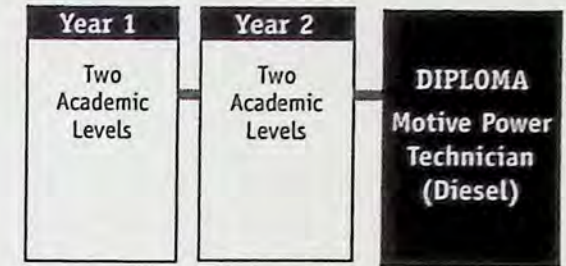 Year 1
Two
Academic
Levels
Year 2
Two
Academic
Levels
DIPLOMA
Motive Power
Technician
(Diesel)